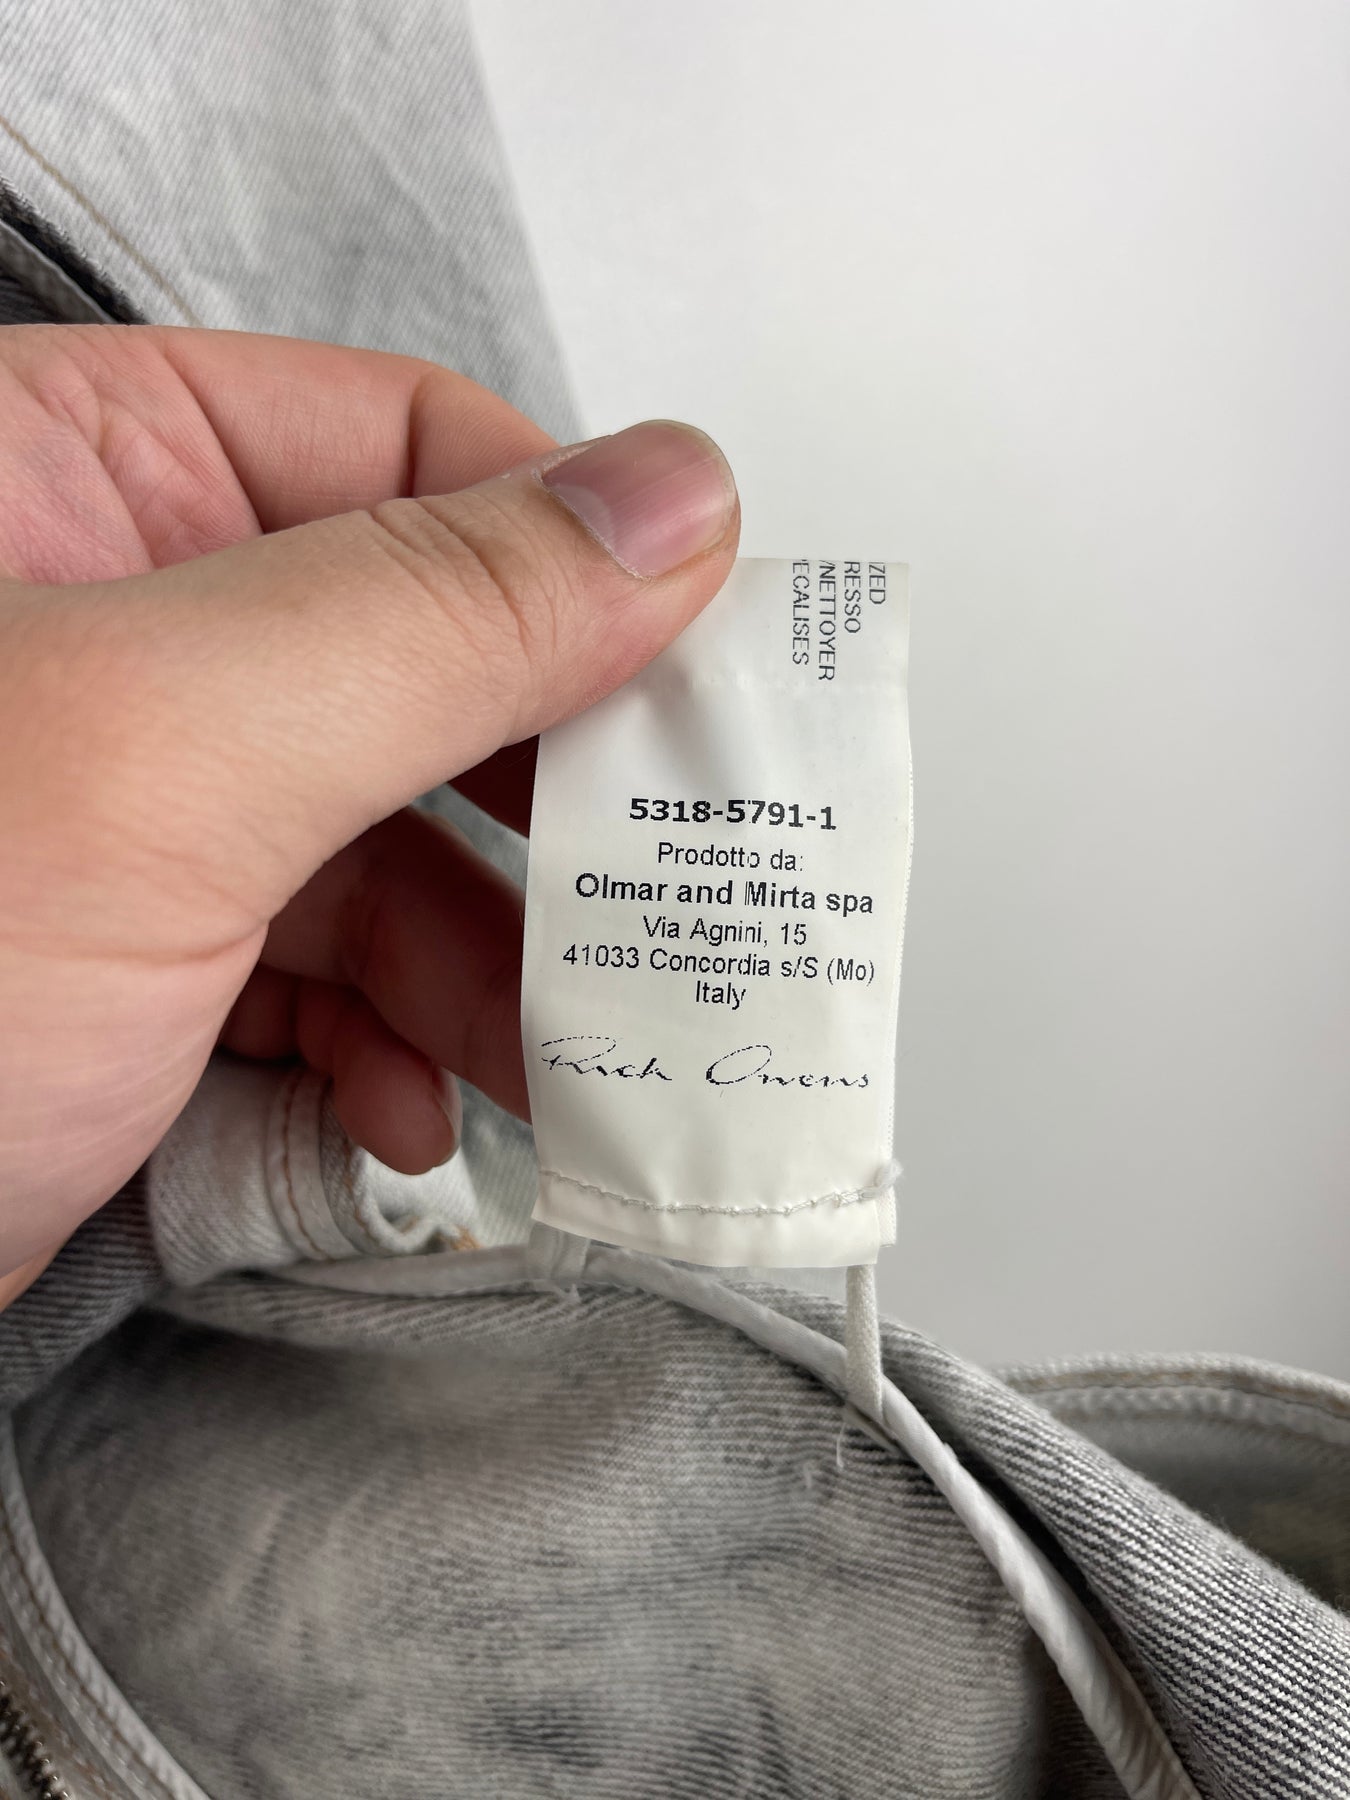 ZED
RESSO
/NETTOYER
ECALISES
5318-5791-1
Prodotto da:
Olmar and Mirta spa
Via Agnini, 15
41033 Concordia s/S (Mo)
Italy
Rick Owens